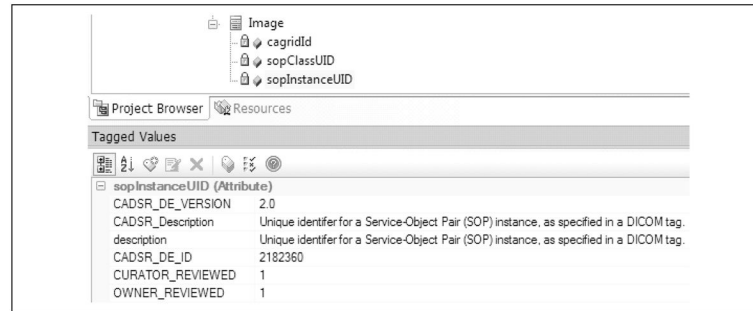 Image
cagridId
sopClassUID
sopInstanceUID
Project Browser Resources
Tagged Values
sopInstanceUID (Attribute)
CADSR_DE_VERSION 2.0
CADSR_Description Unique identifer for a Service-Object Pair (SOP) instance, as specified in a DICOM tag.
description Unique identifer for a Service-Object Pair (SOP) instance, as specified in a DICOM tag.
CADSR_DE_ID 2182360
CURATOR_REVIEWED 1
OWNER_REVIEWED 1